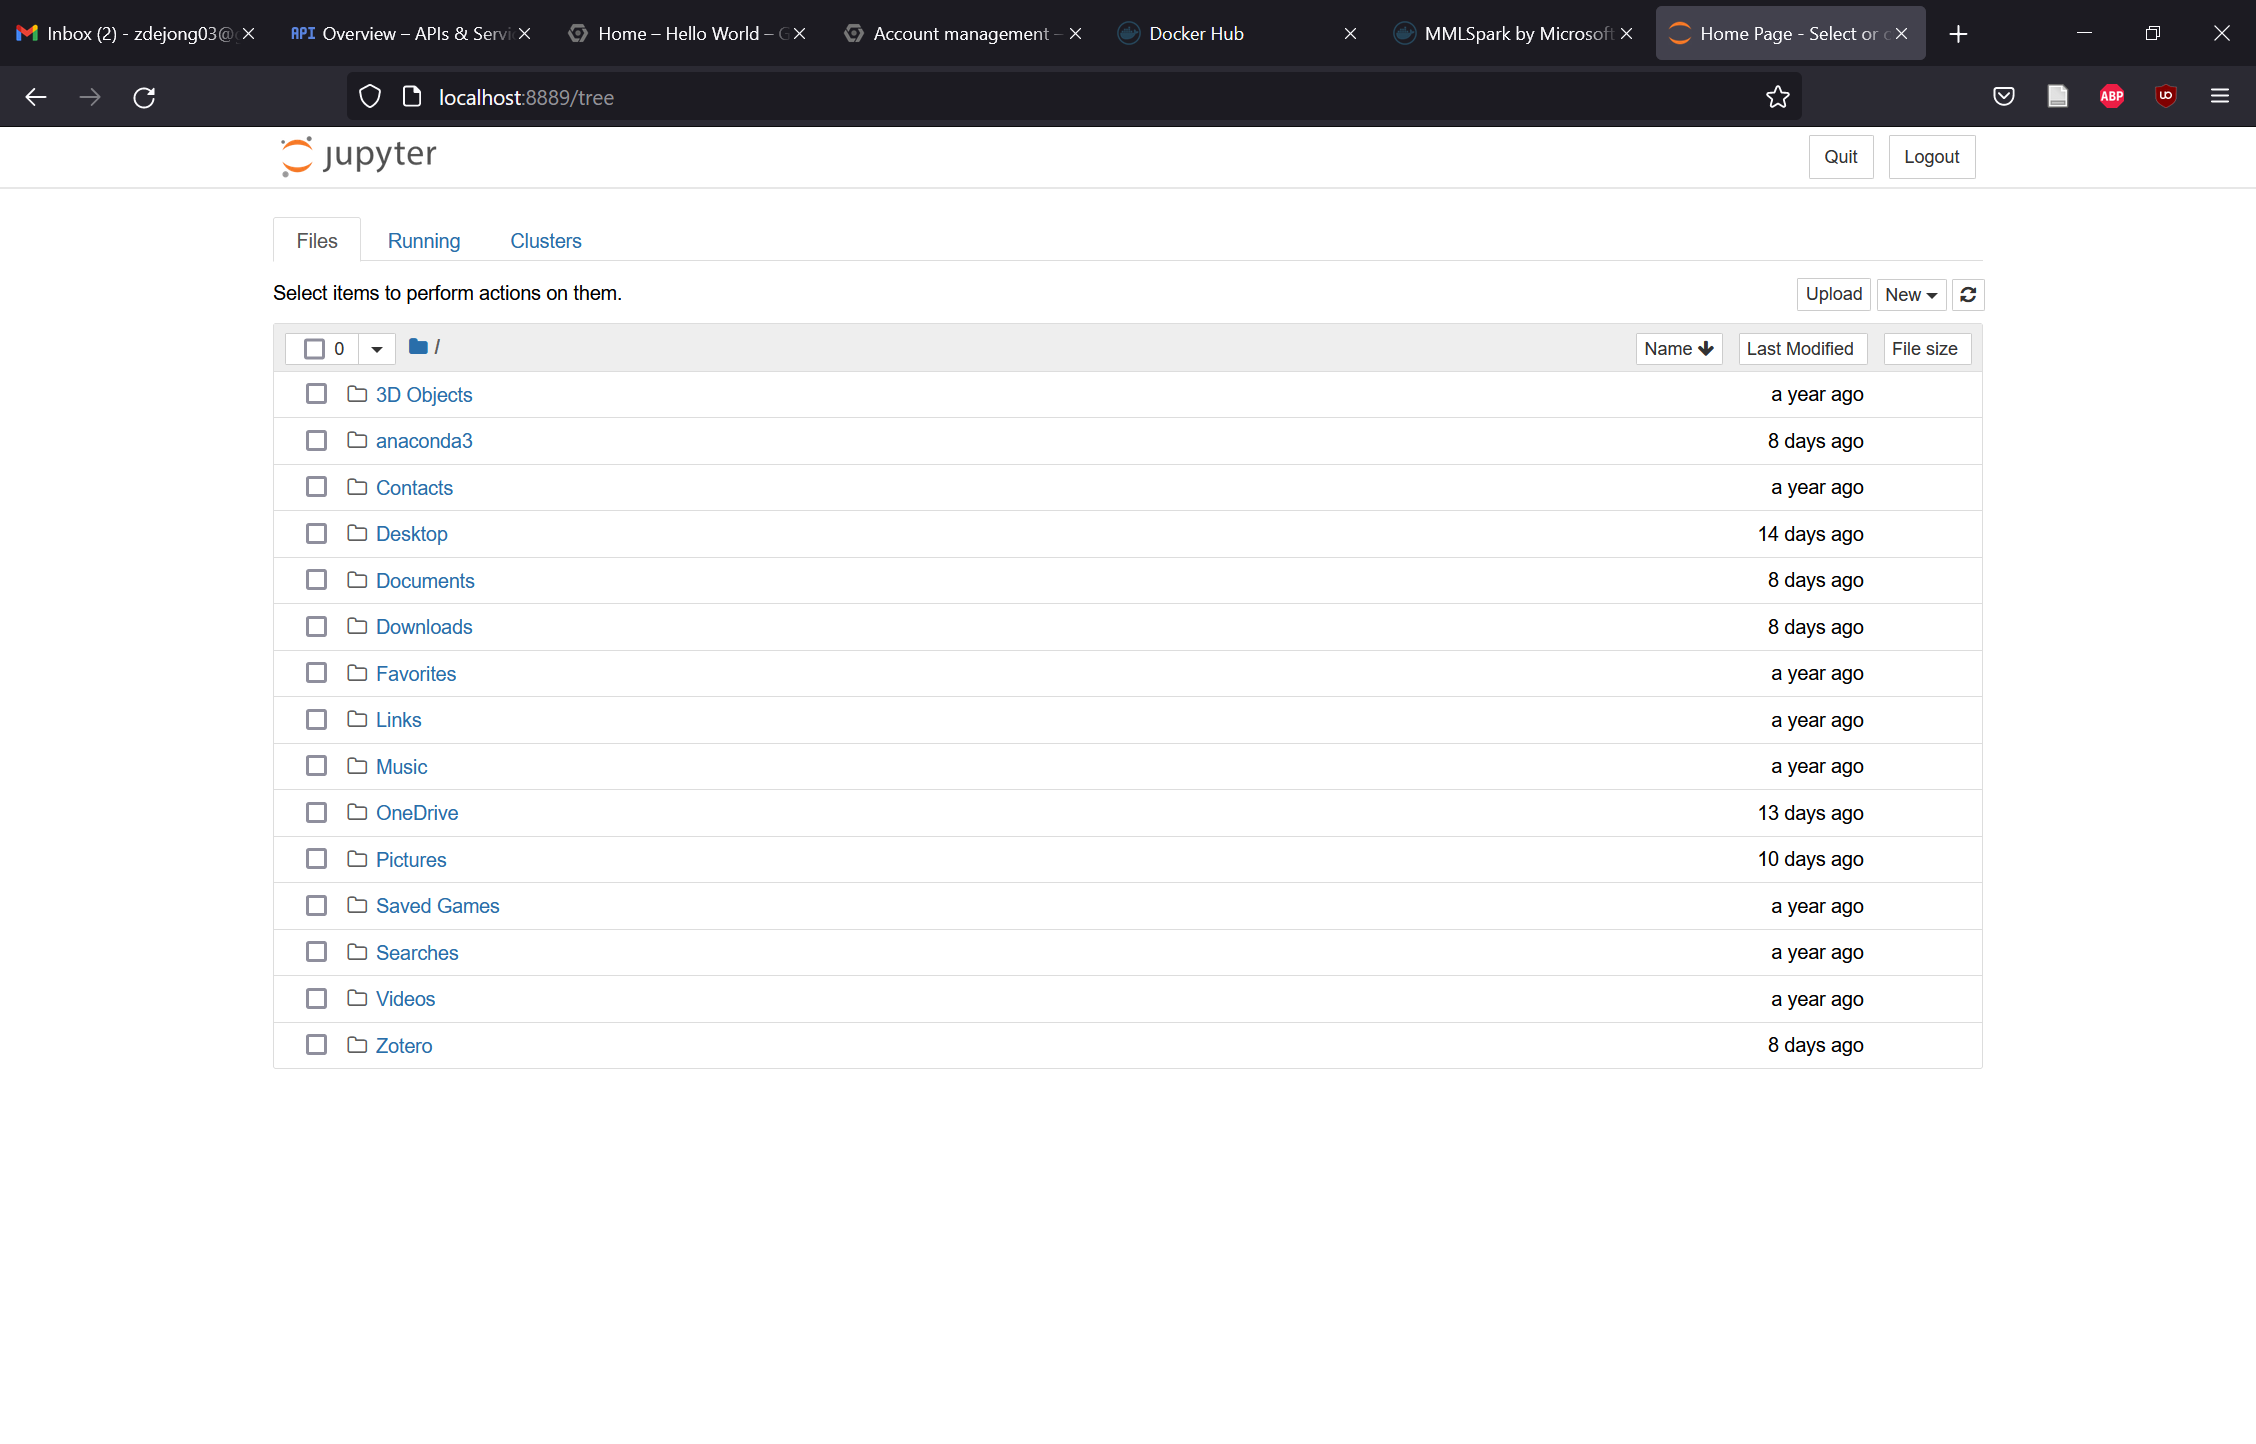 Inbox (2) - zdejong03@
API Overview – APIs & Servi
Home – Hello World – G
Account management –
Docker Hub
MMLSpark by Microsoft
Home Page - Select or c
localhost:8889/tree
ABP
jupyter
Quit
Logout
Files
Running
Clusters
Select items to perform actions on them.
Upload
New
0
/
Name
Last Modified
File size
3D Objects a year ago
anaconda3 8 days ago
Contacts a year ago
Desktop 14 days ago
Documents 8 days ago
Downloads 8 days ago
Favorites a year ago
Links a year ago
Music a year ago
OneDrive 13 days ago
Pictures 10 days ago
Saved Games a year ago
Searches a year ago
Videos a year ago
Zotero 8 days ago